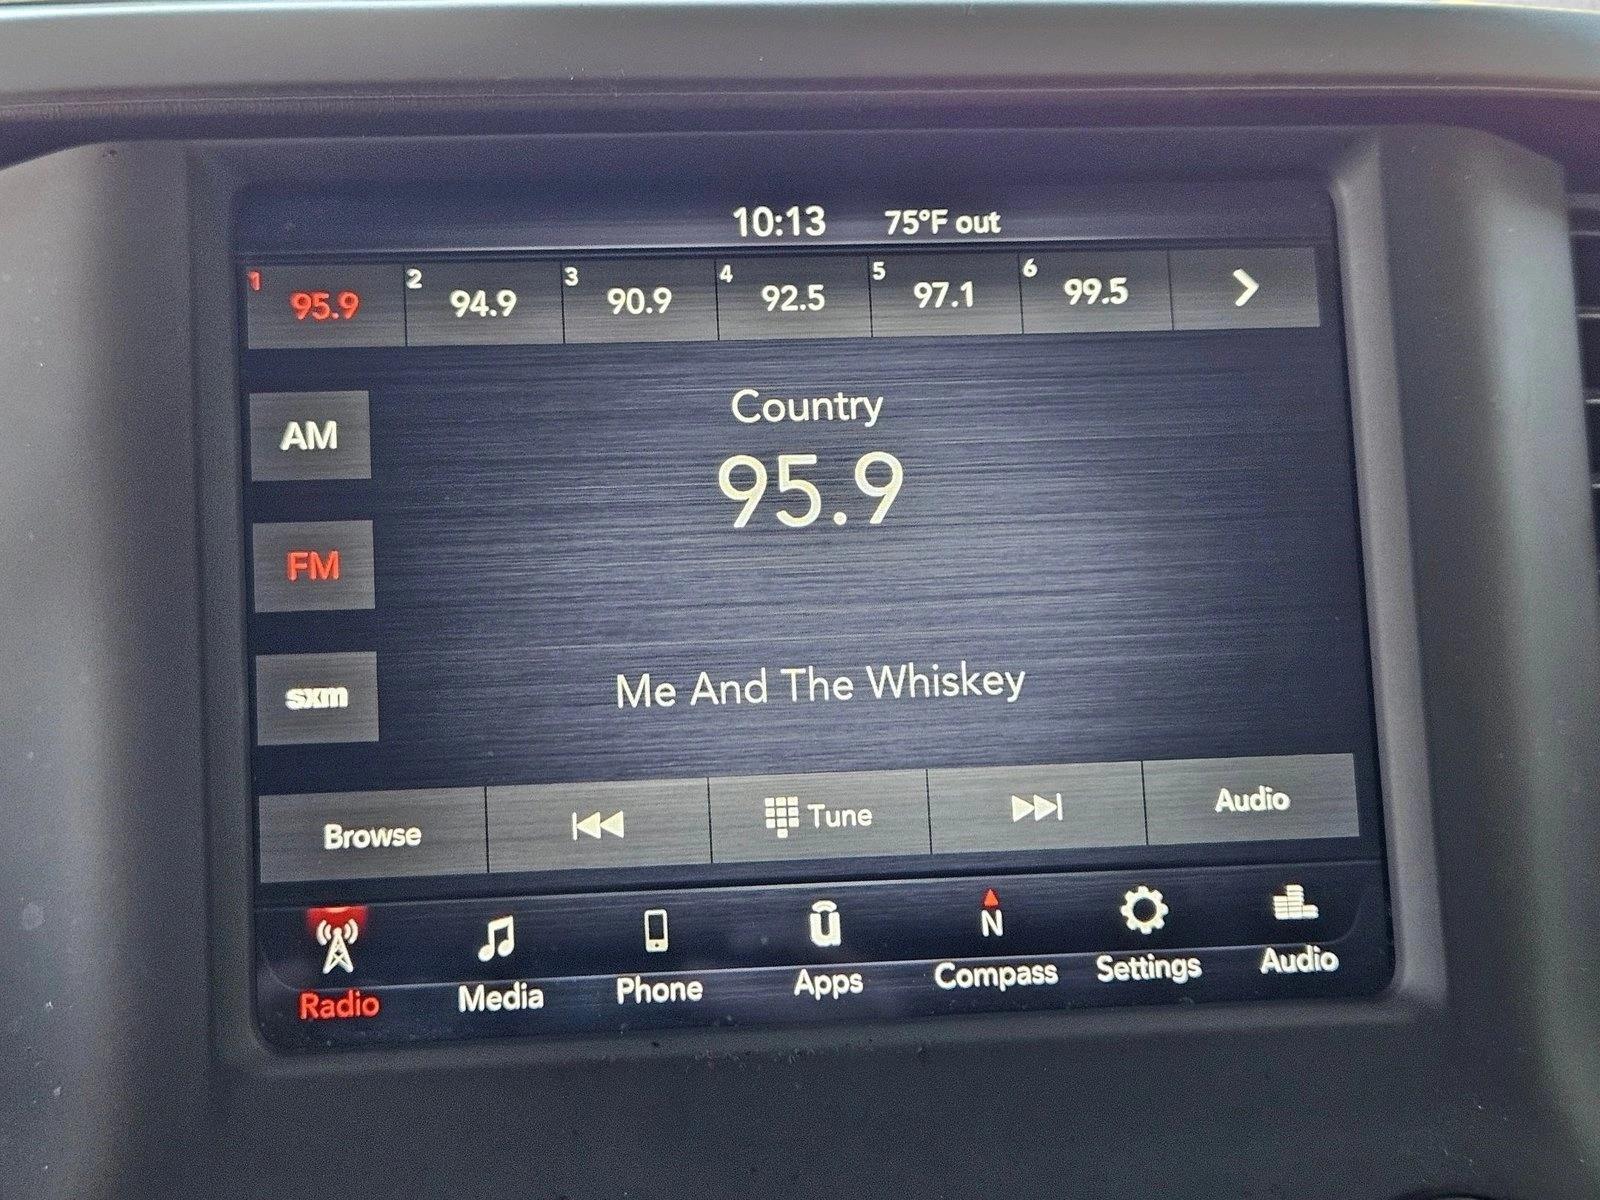 10:13 75°F out
1 95.9 2 94.9 3 90.9 4 92.5 5 97.1 6 99.5
Country
AM
95.9
FM
sxm
Me And The Whiskey
Browse Tune Audio
N
Radio Media Phone Apps Compass Settings Audio